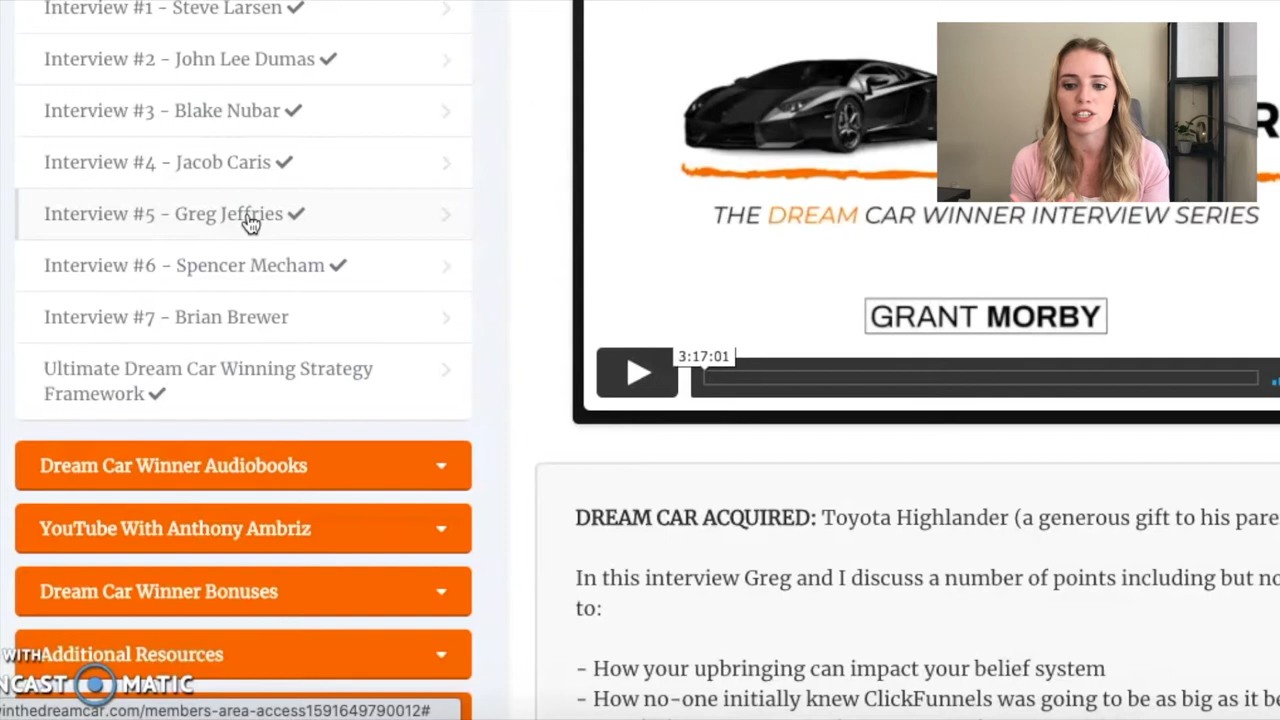 Interview #1 - Steve Larsen ✔
Interview #2 - John Lee Dumas ✔
Interview #3 - Blake Nubar ✔
Interview #4 - Jacob Caris ✔
Interview #5 - Greg Jeffries ✔
Interview #6 - Spencer Mecham ✔
Interview #7 - Brian Brewer
Ultimate Dream Car Winning Strategy
Framework ✔
Dream Car Winner Audiobooks
YouTube With Anthony Ambriz
Dream Car Winner Bonuses
Additional Resources
WITH
NCAST MATIC
inthedreamcar.com/members-area-access1591649790012#
R
THE DREAM CAR WINNER INTERVIEW SERIES
GRANT MORBY
3:17:01
DREAM CAR ACQUIRED: Toyota Highlander (a generous gift to his pare
In this interview Greg and I discuss a number of points including but no
to:
- How your upbringing can impact your belief system
- How no-one initially knew ClickFunnels was going to be as big as it be